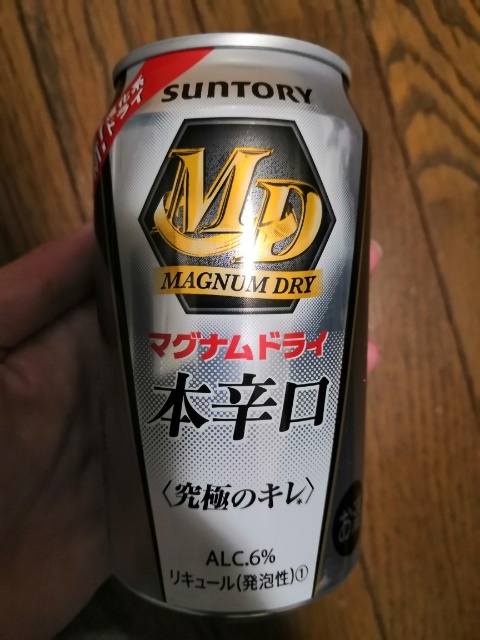 SUNTORY
MD
MAGNUM DRY
マグナムドライ
本辛口
〈究極のキレ*〉
ALC.6%
リキュール(発泡性)①
お